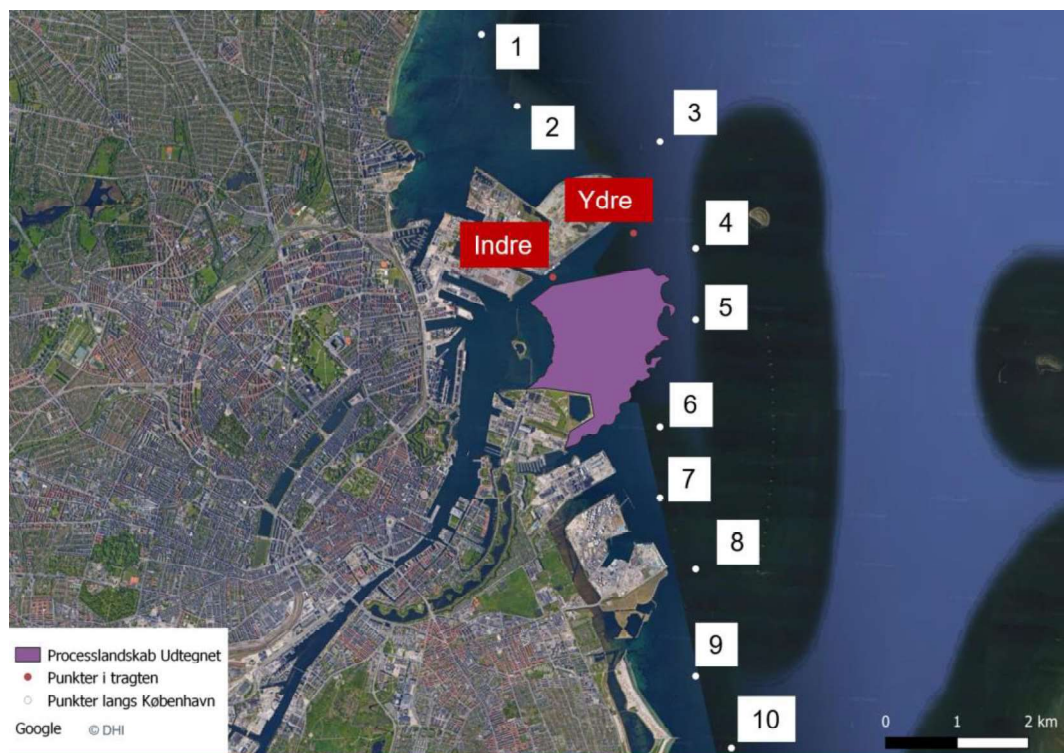 1
2
3
Ydre
4
Indre
5
6
7
8
9
10
Processlandskab Udtegnet
Punkter i tragten
Punkter langs København
Google © DHI
0 1 2 km